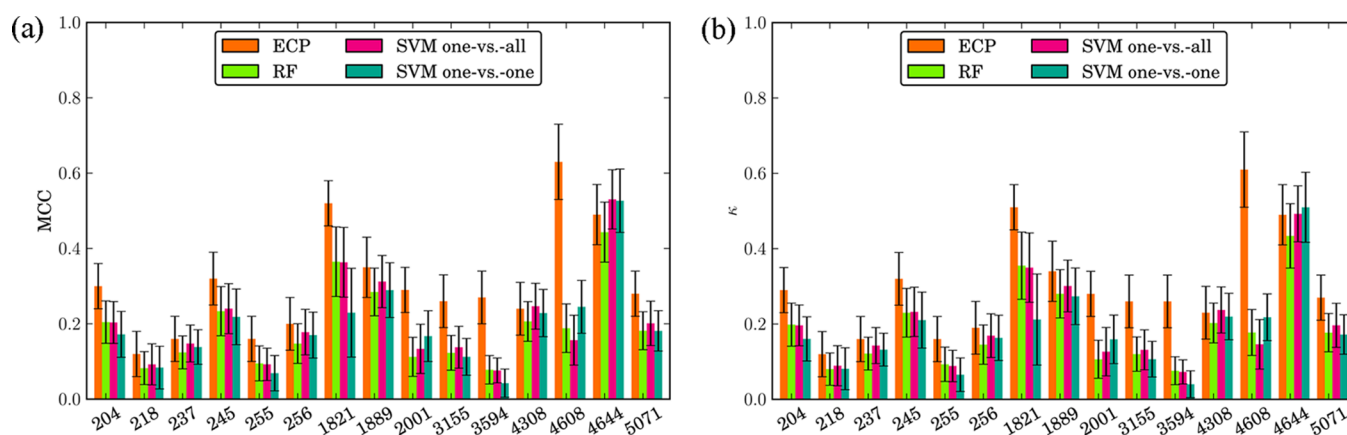 (a)
1.0
0.8
0.6
0.4
0.2
0.0
MCC
ECP
RF
SVM one-vs.-all
SVM one-vs.-one
204 218 237 245 255 256 1821 1889 2001 3155 3594 4308 4608 4644 5071
(b)
1.0
0.8
0.6
0.4
0.2
0.0
κ
ECP
RF
SVM one-vs.-all
SVM one-vs.-one
204 218 237 245 255 256 1821 1889 2001 3155 3594 4308 4608 4644 5071